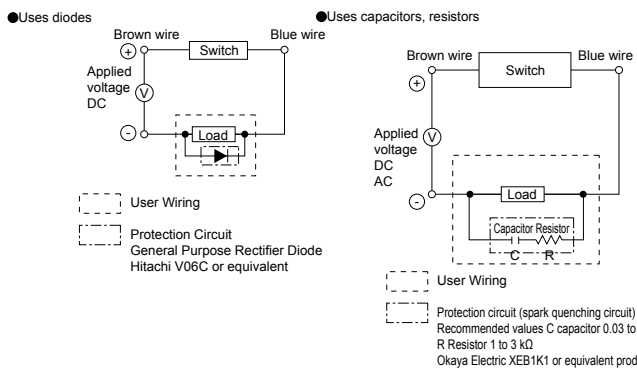 ●Uses diodes
Brown wire
Blue wire
+
Switch
Applied
voltage
DC
V
-
Load
User Wiring
Protection Circuit
General Purpose Rectifier Diode
Hitachi V06C or equivalent
●Uses capacitors, resistors
Brown wire
Blue wire
+
Switch
Applied
voltage
DC
AC
V
-
Load
Capacitor Resistor
C R
User Wiring
Protection circuit (spark quenching circuit)
Recommended values C capacitor 0.03 to
R Resistor 1 to 3 kΩ
Okaya Electric XEB1K1 or equivalent prod